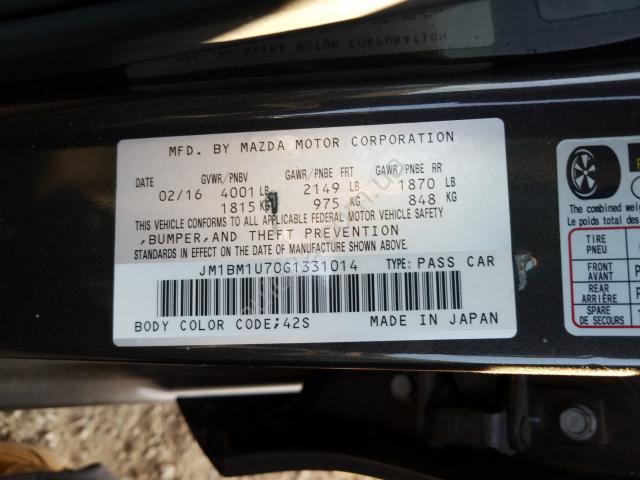 MFD. BY MAZDA MOTOR CORPORATION
DATE GVWR/PNBV GAWR/PNBE FRT GAWR/PNBE RR
02/16 4001 LB 2149 LB 1870 LB
1815 KG 975 KG 848 KG
THIS VEHICLE CONFORMS TO ALL APPLICABLE FEDERAL MOTOR VEHICLE SAFETY
,BUMPER,AND THEFT PREVENTION
STANDARDS IN EFFECT ON THE DATE OF MANUFACTURE SHOWN ABOVE.
JM1BM1U70G1331014 TYPE: PASS CAR
BODY COLOR CODE;42S MADE IN JAPAN
The combined
TIRE
PNEU
FRONT
AVANT
REAR
ARRIÈRE
SPARE
DE SECOURS